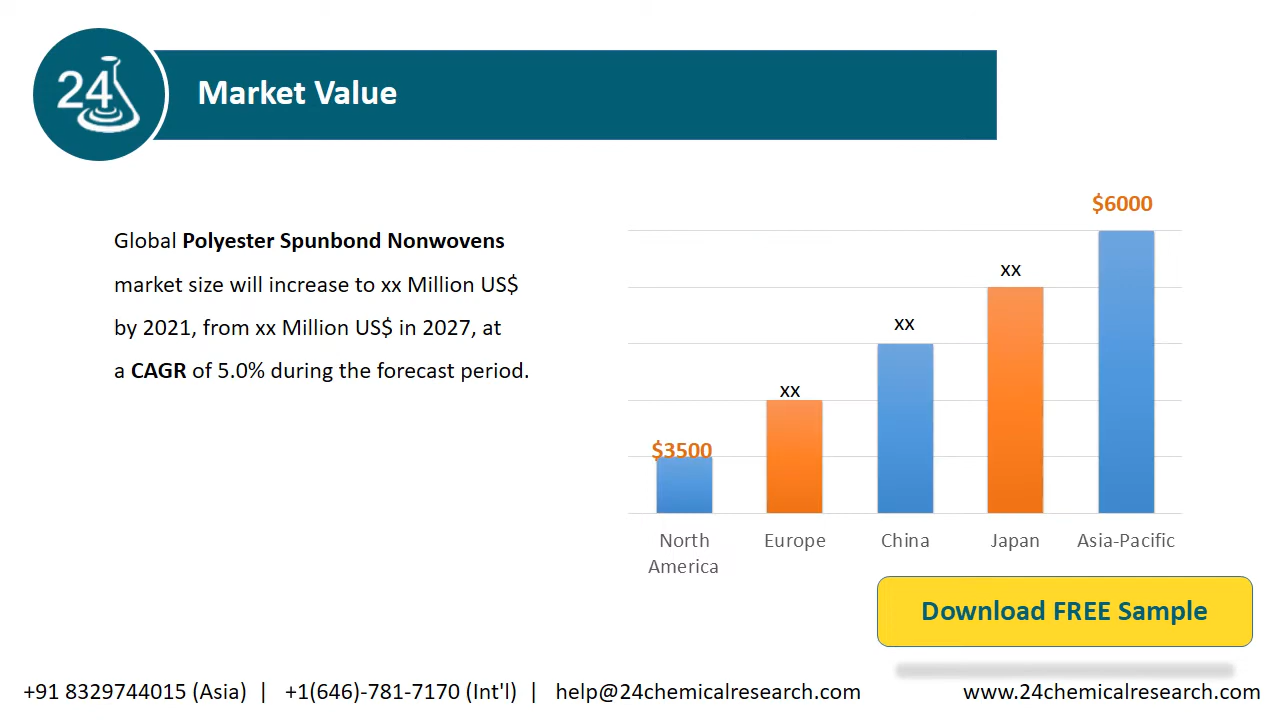 24
Market Value
Global Polyester Spunbond Nonwovens
market size will increase to xx Million US$
by 2021, from xx Million US$ in 2027, at
a CAGR of 5.0% during the forecast period.
$6000
xx
xx
xx
$3500
North America
Europe
China
Japan
Asia-Pacific
Download FREE Sample
+91 8329744015 (Asia) | +1(646)-781-7170 (Int'l) | help@24chemicalresearch.com
www.24chemicalresearch.com